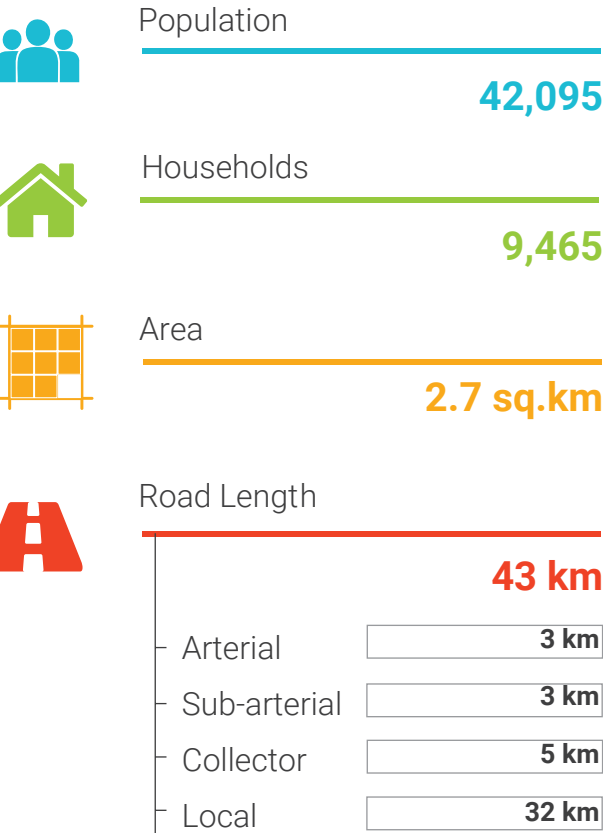 Population
42,095
Households
9,465
Area
2.7 sq.km
Road Length
43 km
Arterial 3 km
Sub-arterial 3 km
Collector 5 km
Local 32 km